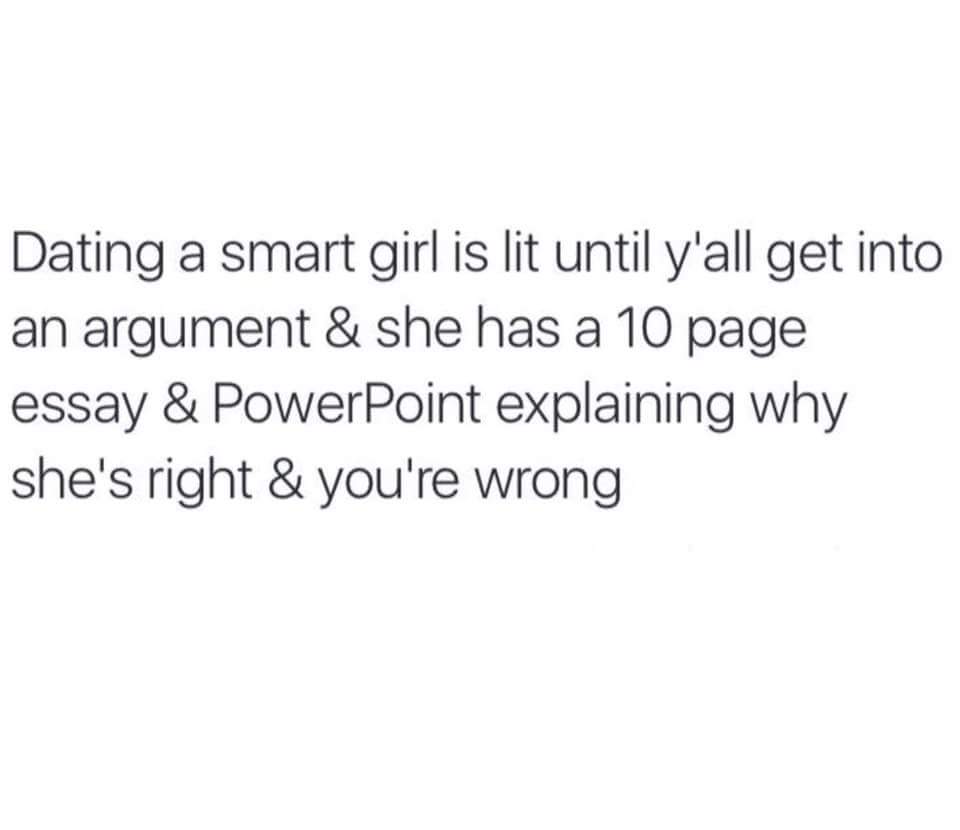 Dating a smart girl is lit until y'all get into
an argument & she has a 10 page
essay & PowerPoint explaining why
she's right & you're wrong